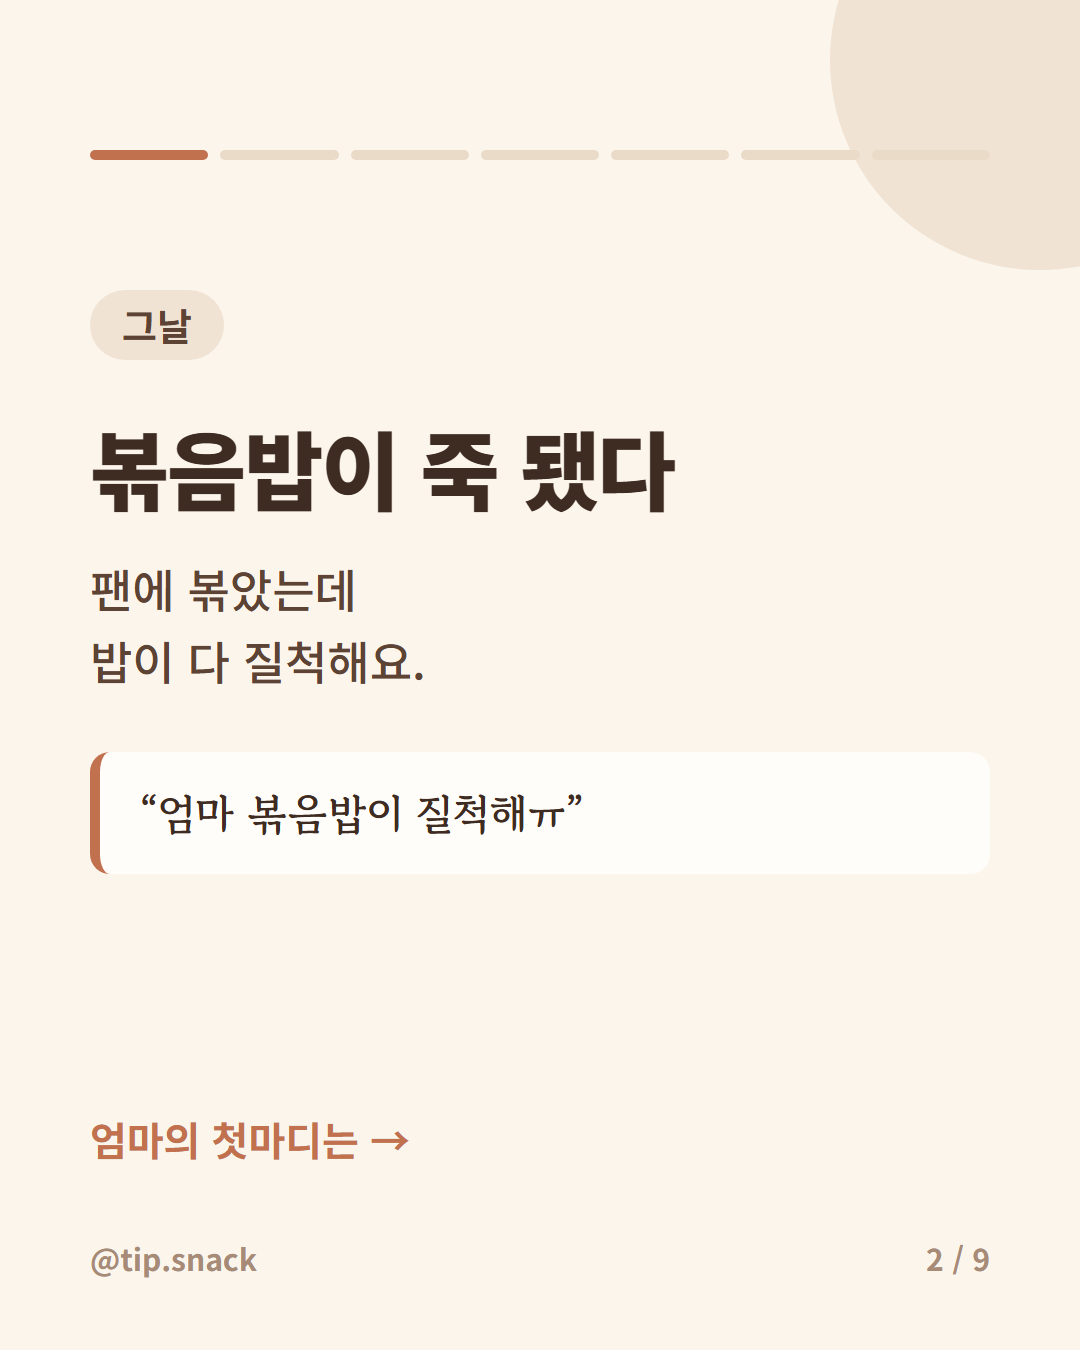 그날
볶음밥이 죽 됐다
팬에 볶았는데
밥이 다 질척해요.
“엄마 볶음밥이 질척해ㅠ”
엄마의 첫마디는 →
@tip.snack
2 / 9